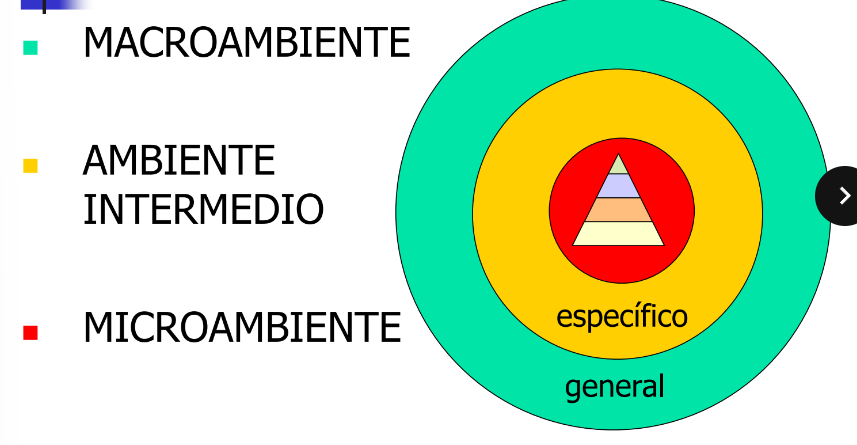 MACROAMBIENTE
AMBIENTE
INTERMEDIO
MICROAMBIENTE
específico
general